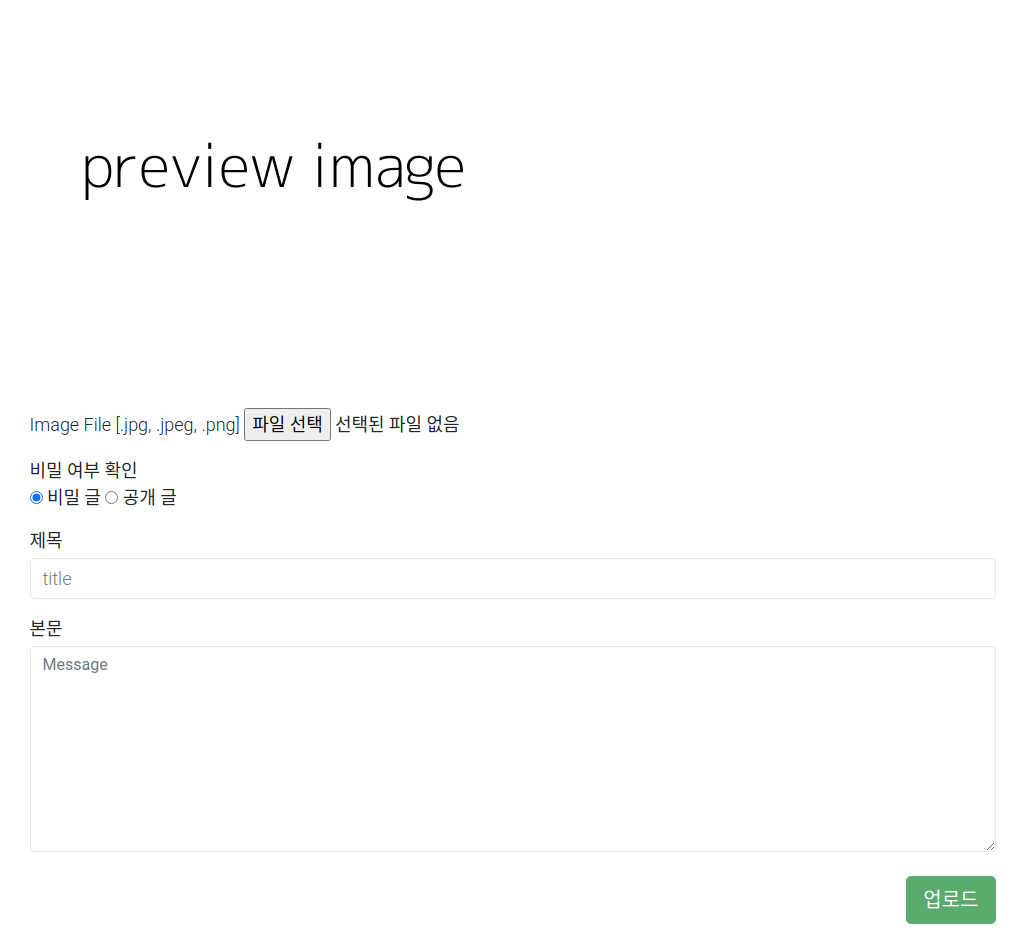 preview image
Image File [.jpg, .jpeg, .png] 파일 선택 선택된 파일 없음
비밀 여부 확인
비밀 글 공개 글
제목
title
본문
Message
업로드